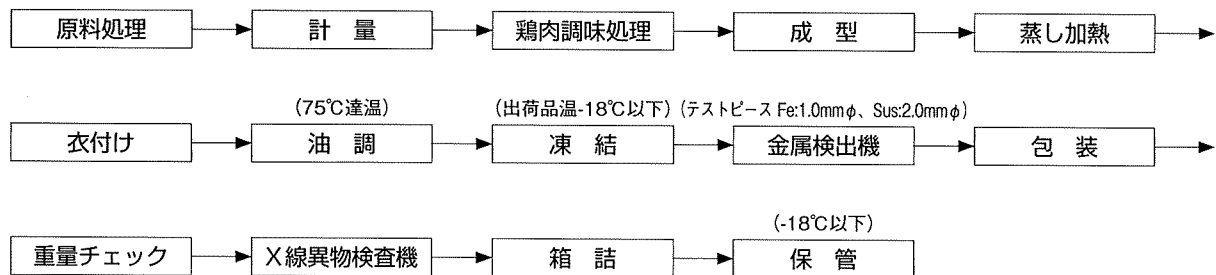 原料処理 計 量 鶏肉調味処理 成 型 蒸し加熱
(75℃達温) (出荷品温-18℃以下) (テストピース Fe:1.0mmφ、Sus:2.0mmφ)
衣付け 油 調 凍 結 金属検出機 包 装
(-18℃以下)
重量チェック X線異物検査機 箱 詰 保 管